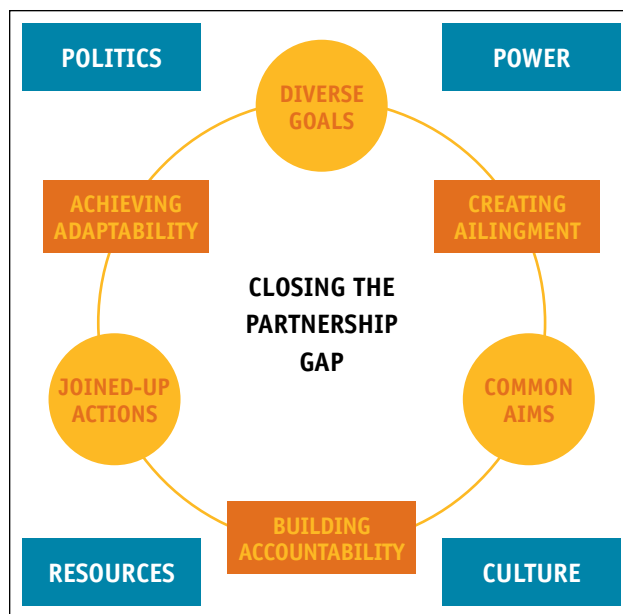 POLITICS
POWER
DIVERSE
GOALS
ACHIEVING
ADAPTABILITY
CREATING
AILINGMENT
CLOSING THE
PARTNERSHIP
GAP
JOINED-UP
ACTIONS
COMMON
AIMS
BUILDING
ACCOUNTABILITY
RESOURCES
CULTURE